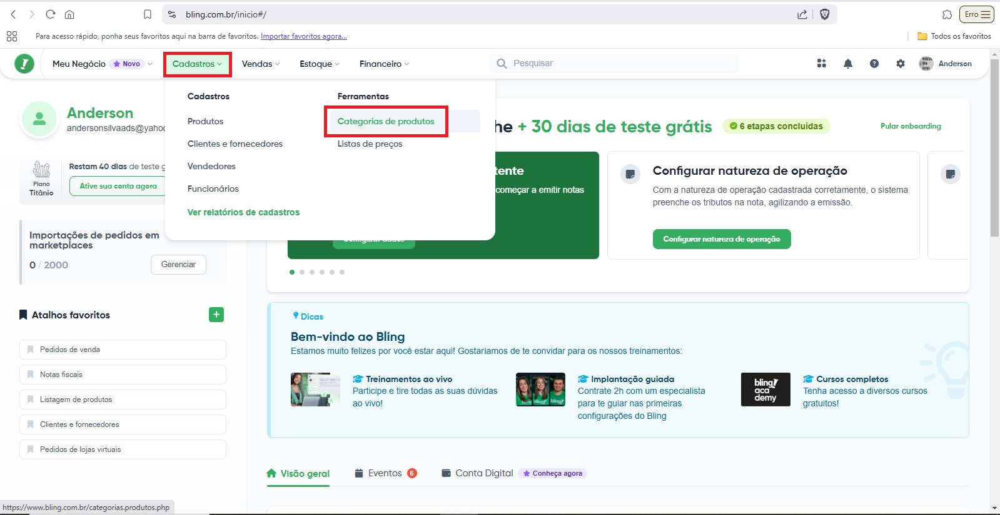 bling.com.br/inicio#/
Erro
Para acesso rápido, ponha seus favoritos aqui na barra de favoritos. Importar favoritos agora...
Todos os favoritos
Meu Negócio Novo
Cadastros
Vendas
Estoque
Financeiro
Pesquisar
Anderson
Cadastros
Produtos
Clientes e fornecedores
Vendedores
Funcionários
Ver relatórios de cadastros
Ferramentas
Categorias de produtos
Listas de preços
Anderson
andersonsilvaads@yahoo
Plano
Titânio
Restam 40 dias de teste g
Ative sua conta agora
Importações de pedidos em
marketplaces
0 / 2000
Gerenciar
Atalhos favoritos
Pedidos de venda
Notas fiscais
Listagem de produtos
Clientes e fornecedores
Pedidos de lojas virtuais
he + 30 dias de teste grátis
6 etapas concluídas
Pular onboarding
tente
começar a emitir notas
Configurar dados
Configurar natureza de operação
Com a natureza de operação cadastrada corretamente, o sistema
preenche os tributos na nota, agilizando a emissão.
Configurar natureza de operação
Dicas
Bem-vindo ao Bling
Estamos muito felizes por você estar aqui! Gostaríamos de te convidar para os nossos treinamentos:
Treinamentos ao vivo
Participe e tire todas as suas dúvidas
ao vivo!
bling!
Implantação guiada
Contrate 2h com um especialista
para te guiar nas primeiras
configurações do Bling
bling!
aca
demy
Cursos completos
Tenha acesso a diversos cursos
gratuitos!
Visão geral
Eventos 6
Conta Digital
Conheça agora
https://www.bling.com.br/categorias.produtos.php